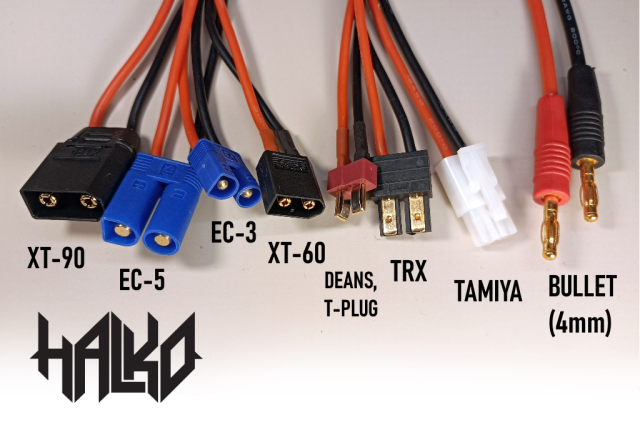 XT-90
EC-5
EC-3
XT-60
DEANS,
T-PLUG
TRX
TAMIYA
BULLET
(4mm)
HALKO